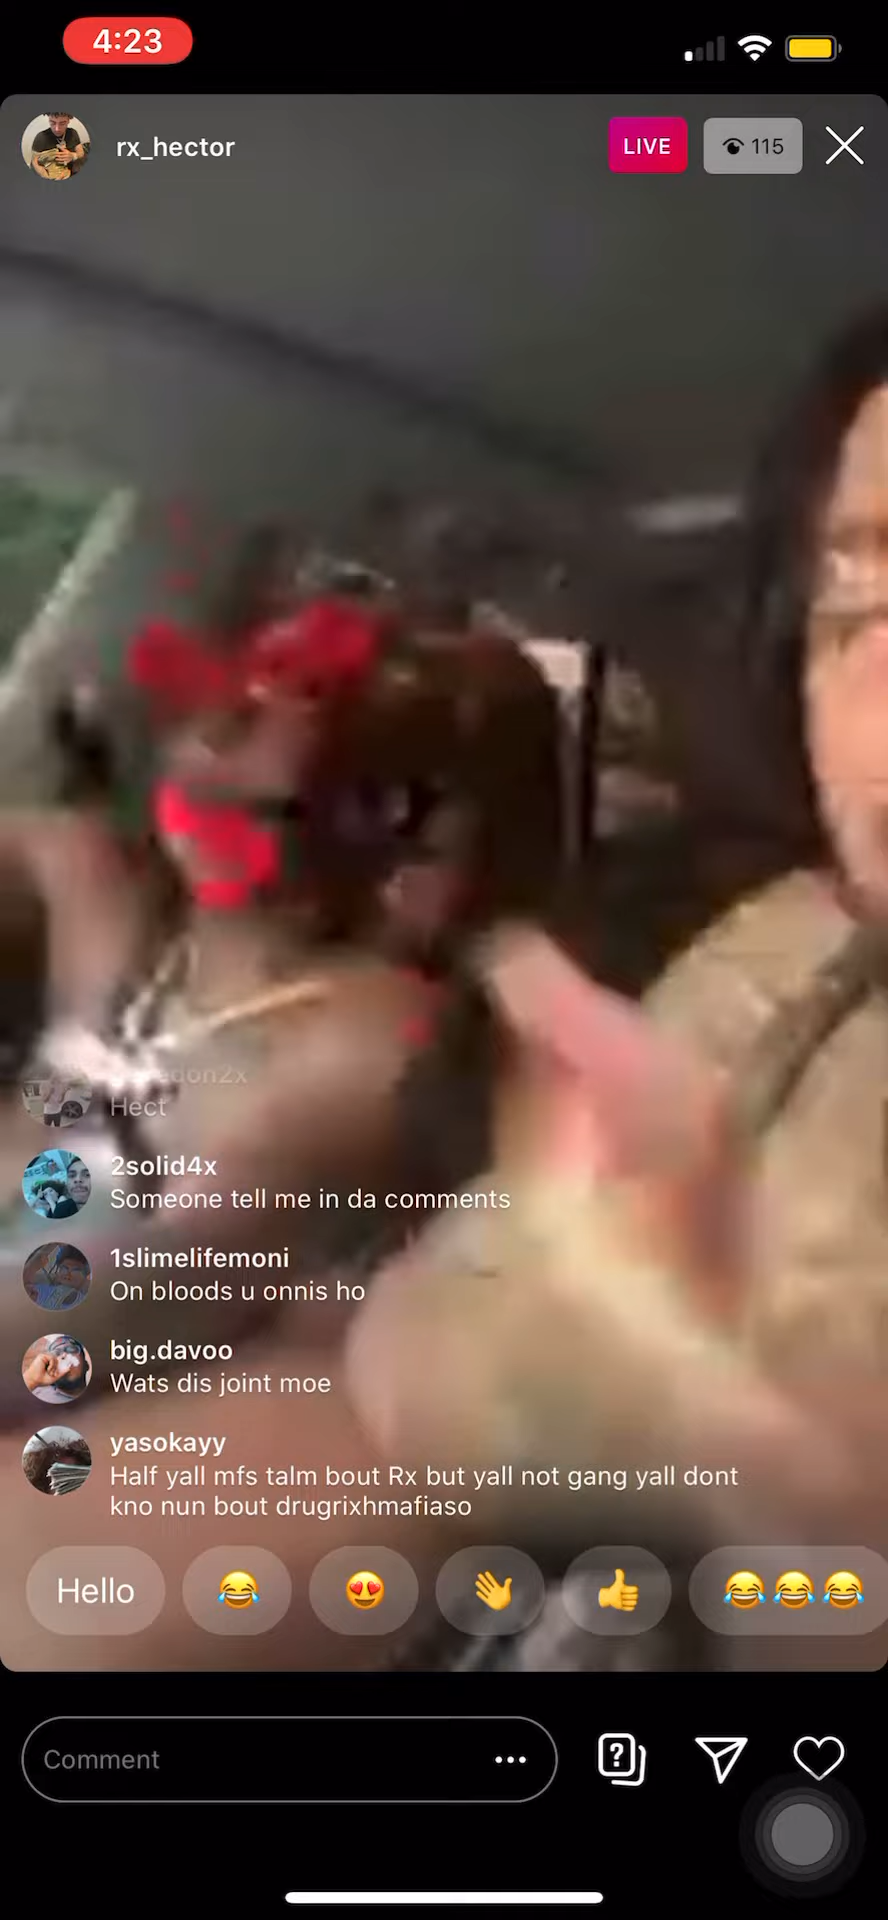 4:23
rx_hector
LIVE
115
don2x
Hect
2solid4x
Someone tell me in da comments
1slimelifemoni
On bloods u onnis ho
big.davoo
Wats dis joint moe
yasokayy
Half yall mfs talm bout Rx but yall not gang yall dont
kno nun bout drugrixhmafiaso
Hello
Comment